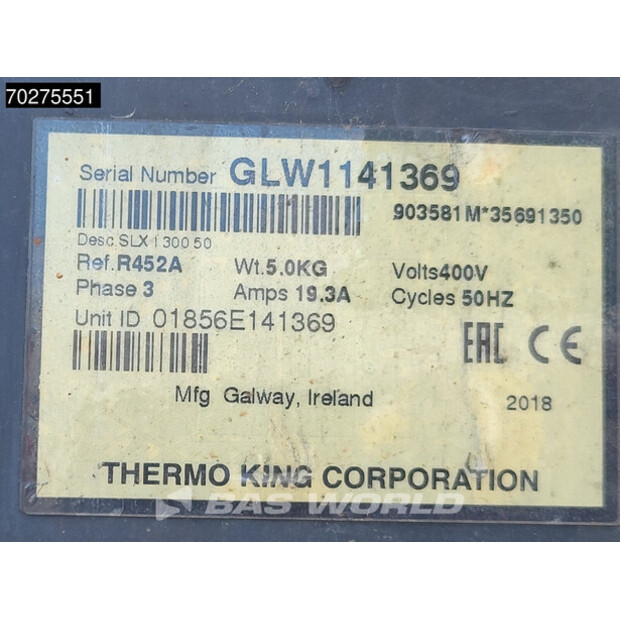 70275551
Serial Number GLW1141369
903581M*35691350
Desc.SLX i 300 50
Ref.R452A Wt.5.0KG Volts400V
Phase 3 Amps 19.3A Cycles 50HZ
Unit ID 01856E141369
EAC CE
Mfg Galway, Ireland 2018
THERMO KING CORPORATION
BAS WORLD